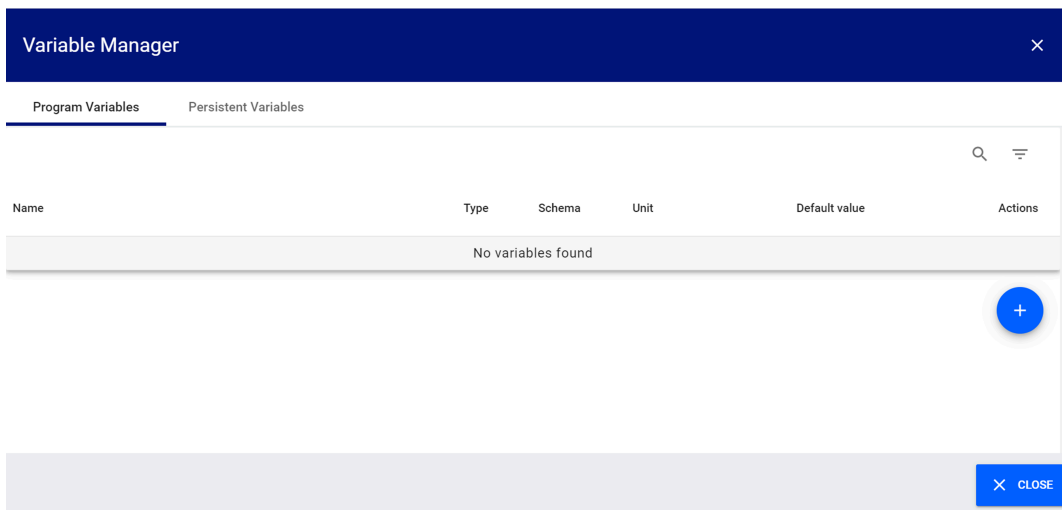 Variable Manager
Program Variables Persistent Variables
Name Type Schema Unit Default value Actions
No variables found
CLOSE